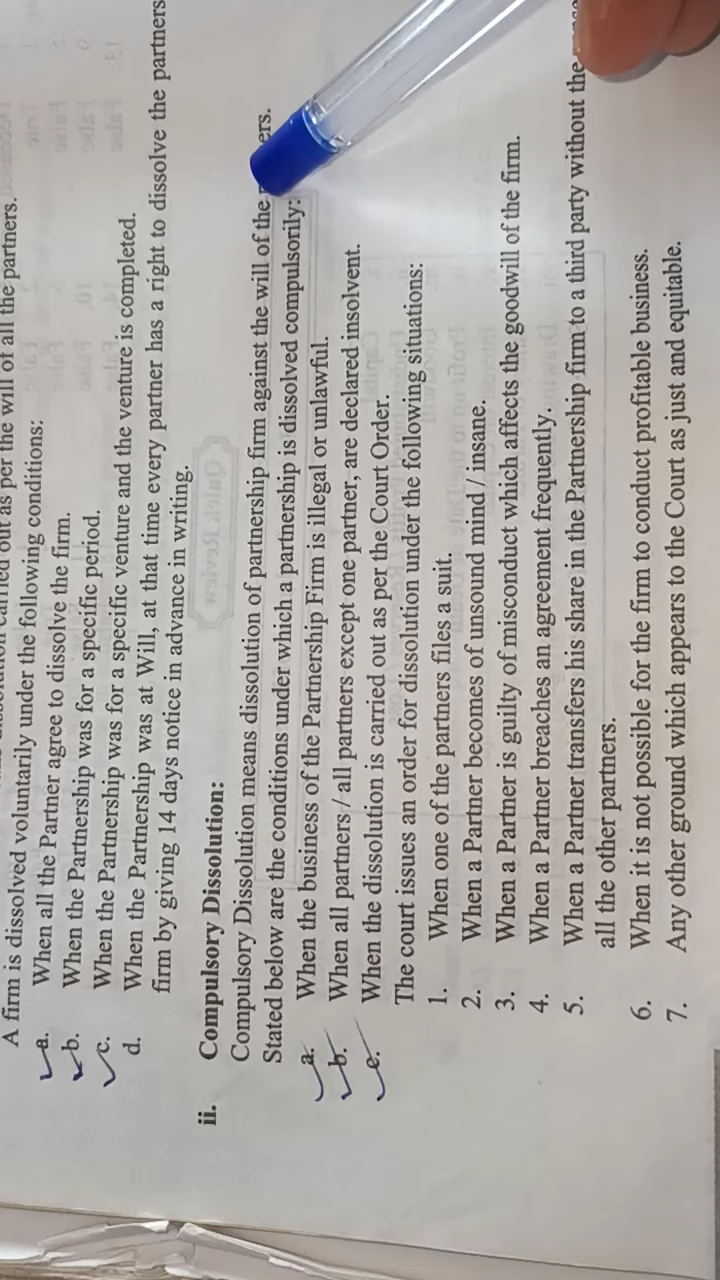 carried out as per the will of all the partners.
A firm is dissolved voluntarily under the following conditions:
a. When all the Partner agree to dissolve the firm.
b. When the Partnership was for a specific period.
c. When the Partnership was for a specific venture and the venture is completed.
d. When the Partnership was at Will, at that time every partner has a right to dissolve the partners
firm by giving 14 days notice in advance in writing.
ii. Compulsory Dissolution:
Compulsory Dissolution means dissolution of partnership firm against the will of the ers.
Stated below are the conditions under which a partnership is dissolved compulsorily:
a. When the business of the Partnership Firm is illegal or unlawful.
b. When all partners / all partners except one partner, are declared insolvent.
c. When the dissolution is carried out as per the Court Order.
The court issues an order for dissolution under the following situations:
1. When one of the partners files a suit.
2. When a Partner becomes of unsound mind / insane.
3. When a Partner is guilty of misconduct which affects the goodwill of the firm.
4. When a Partner breaches an agreement frequently.
5. When a Partner transfers his share in the Partnership firm to a third party without the
all the other partners.
6. When it is not possible for the firm to conduct profitable business.
7. Any other ground which appears to the Court as just and equitable.